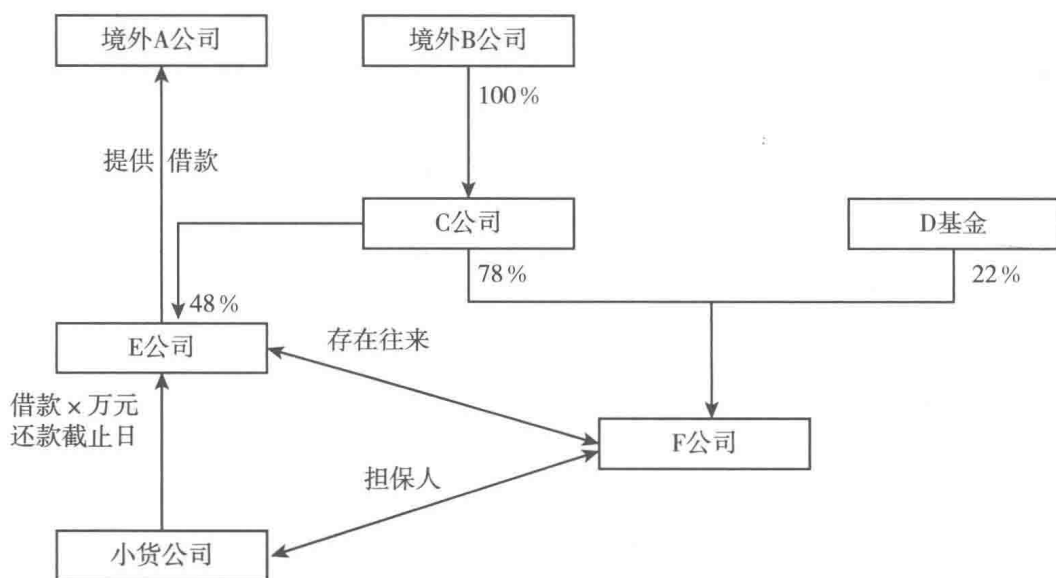 境外A公司
境外B公司
100%
提供 借款
C公司
D基金
78%
22%
48%
E公司
存在往来
借款×万元
还款截止日
F公司
担保人
小货公司